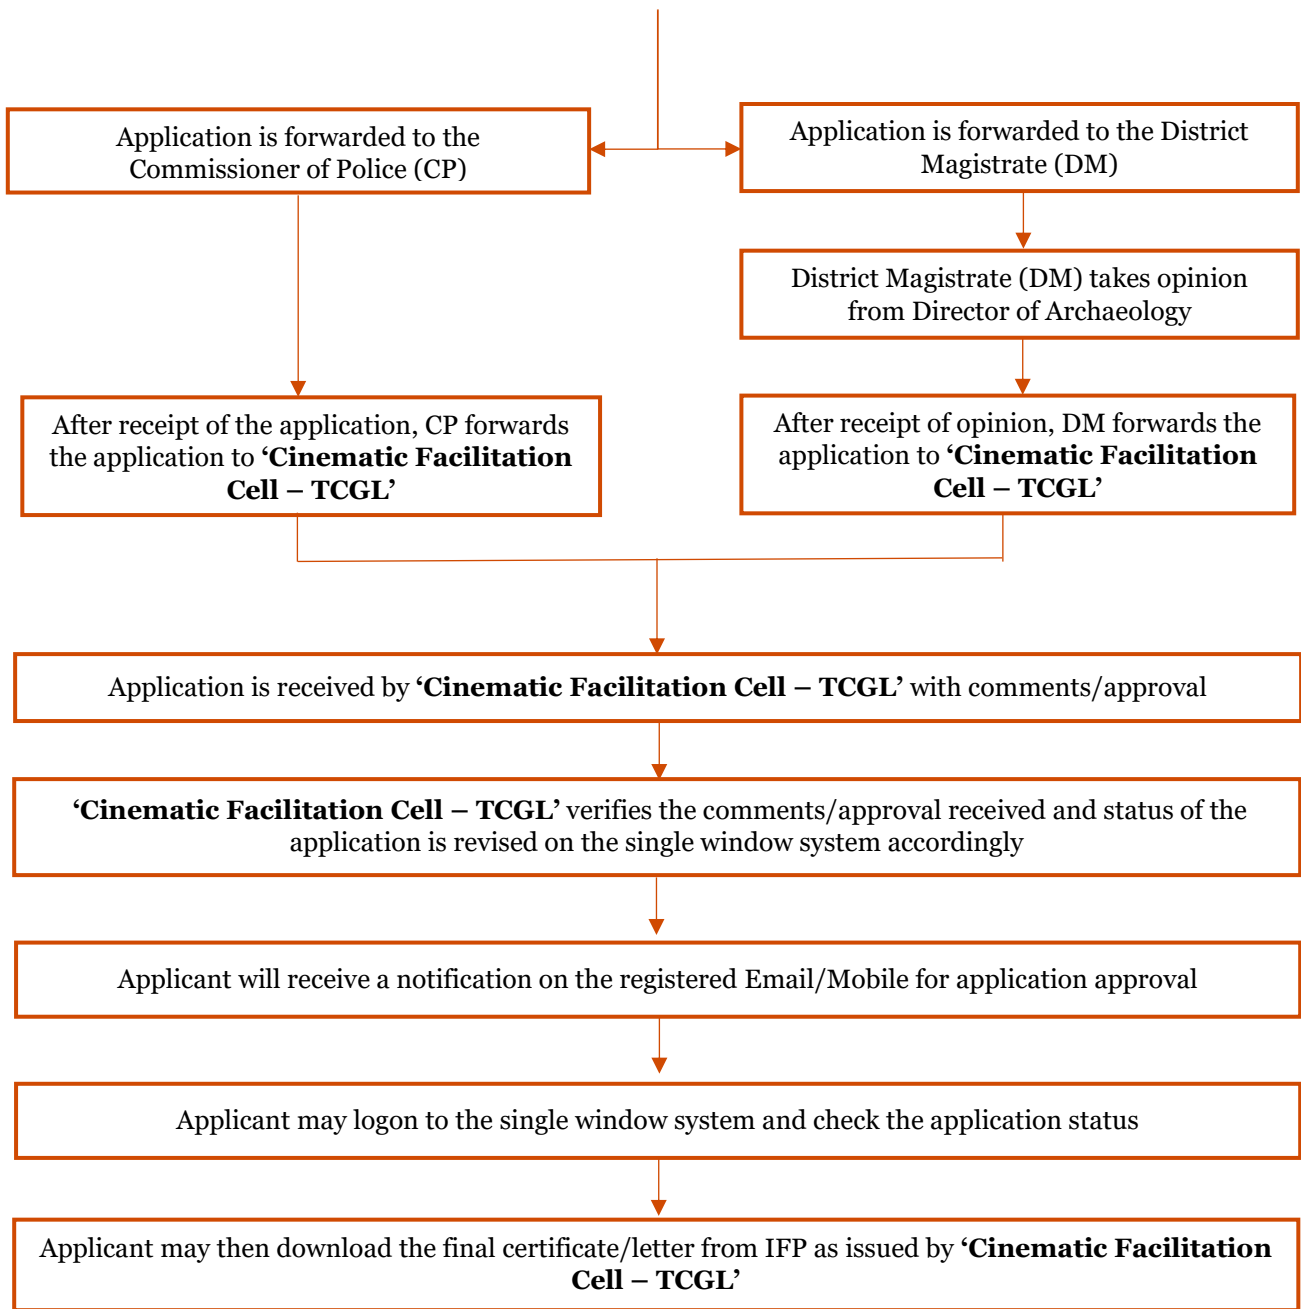 Application is forwarded to the
Commissioner of Police (CP)
Application is forwarded to the District
Magistrate (DM)
District Magistrate (DM) takes opinion
from Director of Archaeology
After receipt of the application, CP forwards
the application to ‘Cinematic Facilitation
Cell – TCGL’
After receipt of opinion, DM forwards the
application to ‘Cinematic Facilitation
Cell – TCGL’
Application is received by ‘Cinematic Facilitation Cell – TCGL’ with comments/approval
‘Cinematic Facilitation Cell – TCGL’ verifies the comments/approval received and status of the
application is revised on the single window system accordingly
Applicant will receive a notification on the registered Email/Mobile for application approval
Applicant may logon to the single window system and check the application status
Applicant may then download the final certificate/letter from IFP as issued by ‘Cinematic Facilitation
Cell – TCGL’